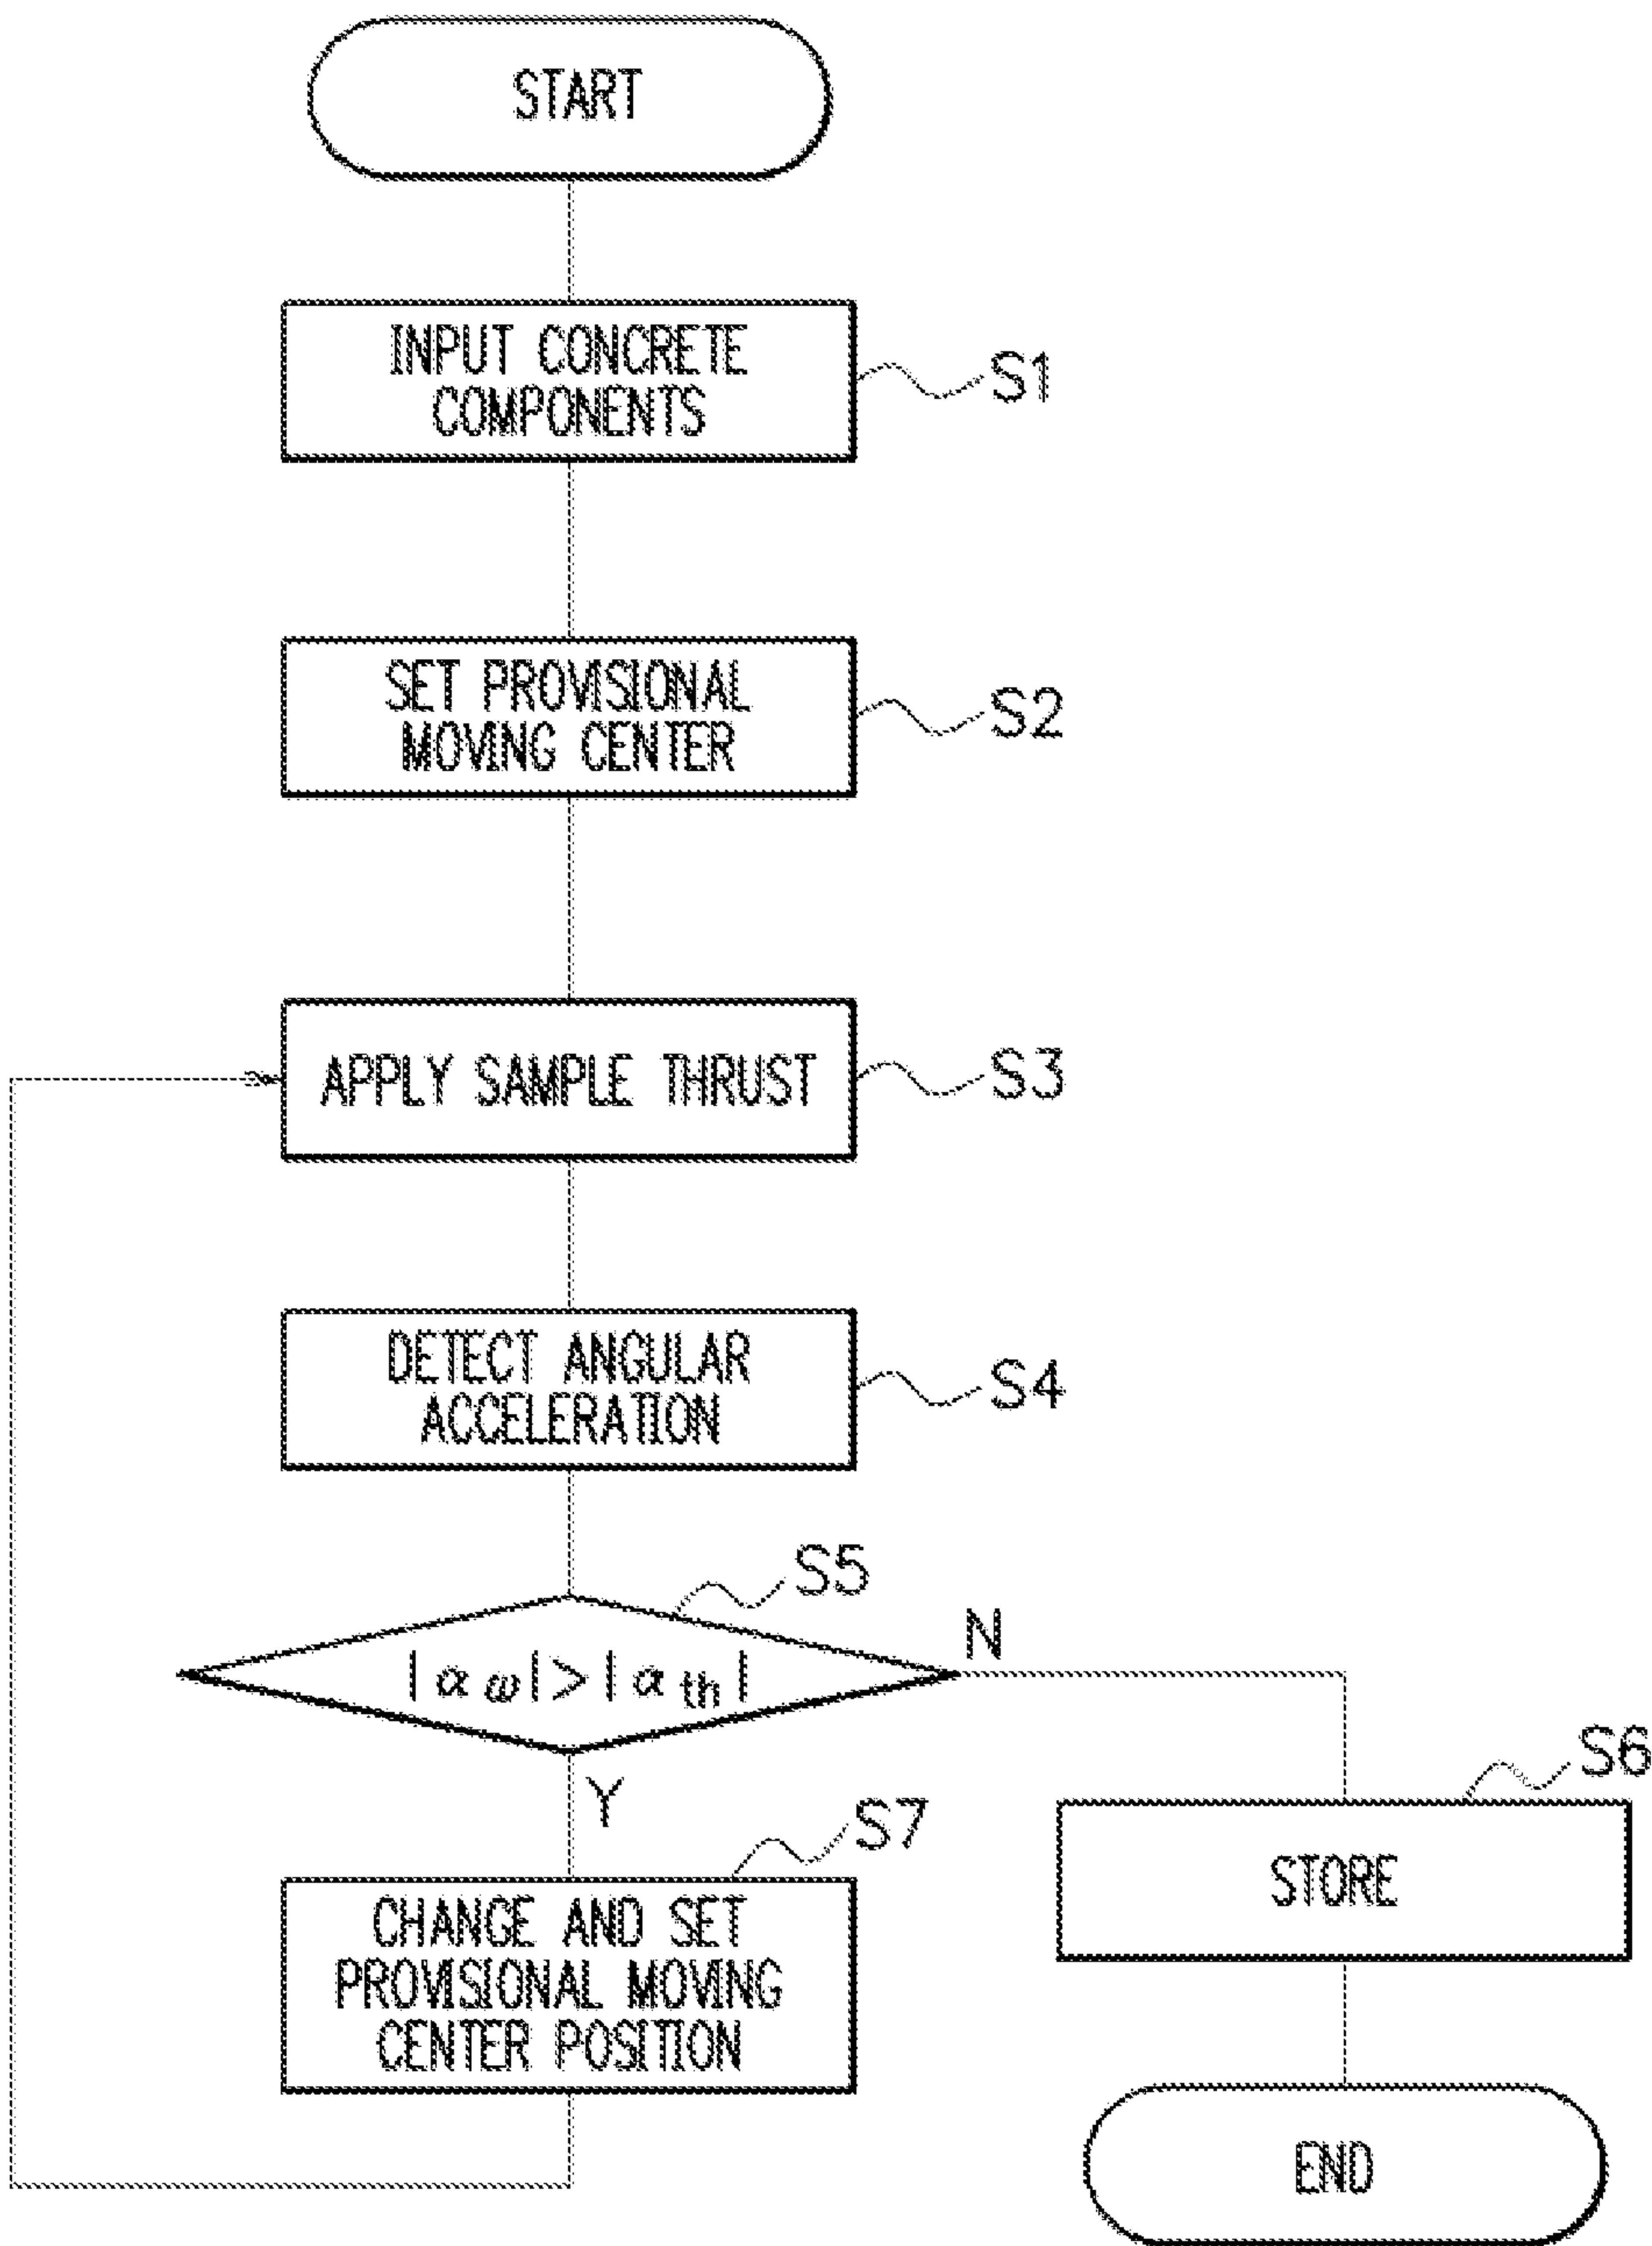 START
INPUT CONCRETE
COMPONENTS
S1
SET PROVISIONAL
MOVING CENTER
S2
APPLY SAMPLE THRUST
S3
DETECT ANGULAR
ACCELERATION
S4
S5
|αω|>|αth|
N
Y
S6
STORE
S7
CHANGE AND SET
PROVISIONAL MOVING
CENTER POSITION
END